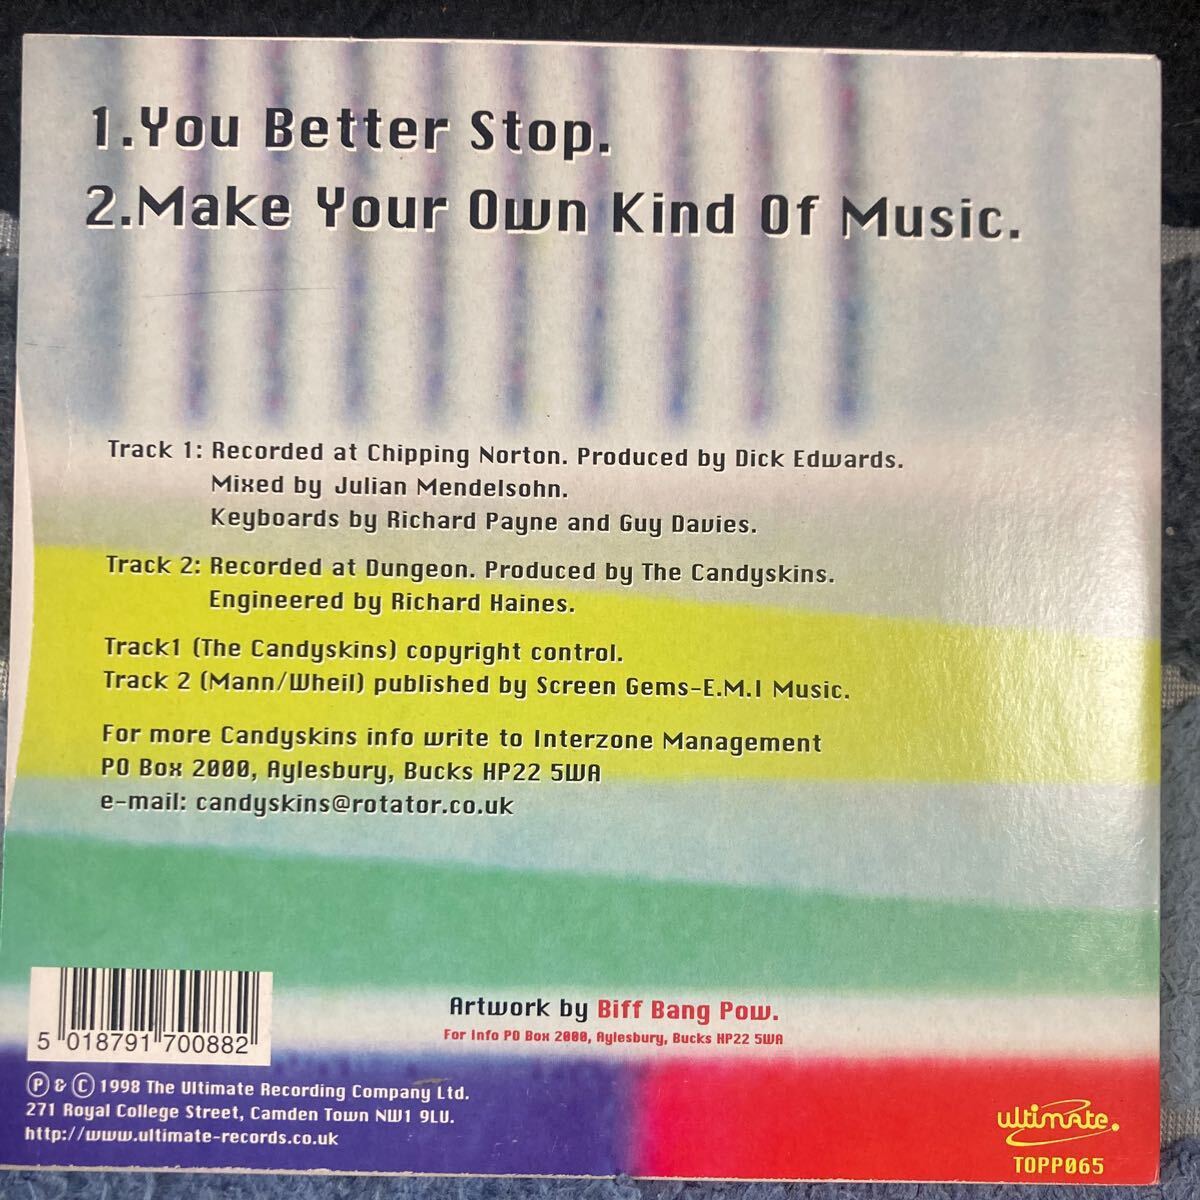 1.You Better Stop.
2.Make Your Own Kind Of Music.
Track 1: Recorded at Chipping Norton. Produced by Dick Edwards.
Mixed by Julian Mendelsohn.
Keyboards by Richard Payne and Guy Davies.
Track 2: Recorded at Dungeon. Produced by The Candyskins.
Engineered by Richard Haines.
Track1 (The Candyskins) copyright control.
Track 2 (Mann/Wheil) published by Screen Gems-E.M.I Music.
For more Candyskins info write to Interzone Management
PO Box 2000, Aylesbury, Bucks HP22 5WA
e-mail: candyskins@rotator.co.uk
Artwork by Biff Bang Pow.
For Info PO Box 2000, Aylesbury, Bucks HP22 5WA
5 018791 700882
℗ & © 1998 The Ultimate Recording Company Ltd.
271 Royal College Street, Camden Town NW1 9LU.
http://www.ultimate-records.co.uk
ultimate.
TOPP065